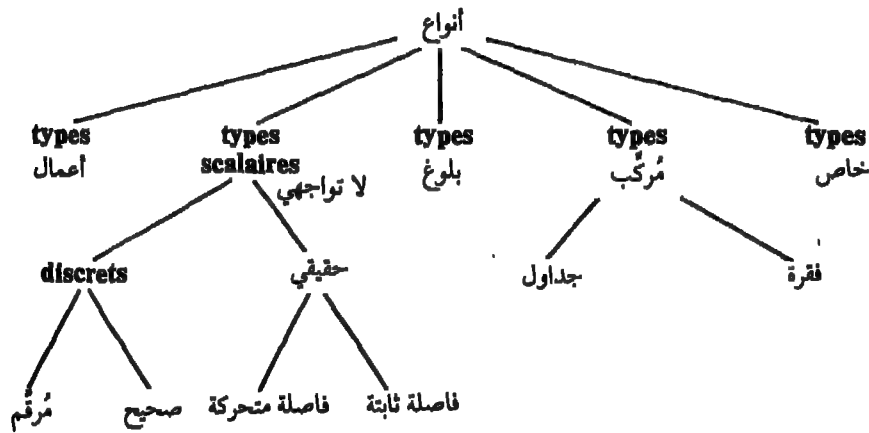 أنواع
types
أعمال
types
scalaires
لا تواجهي
types
بلوغ
types
مُركَّب
types
خاص
discrets
حقيقي
جداول
فقرة
مُرقَّم
صحيح
فاصلة متحركة
فاصلة ثابتة